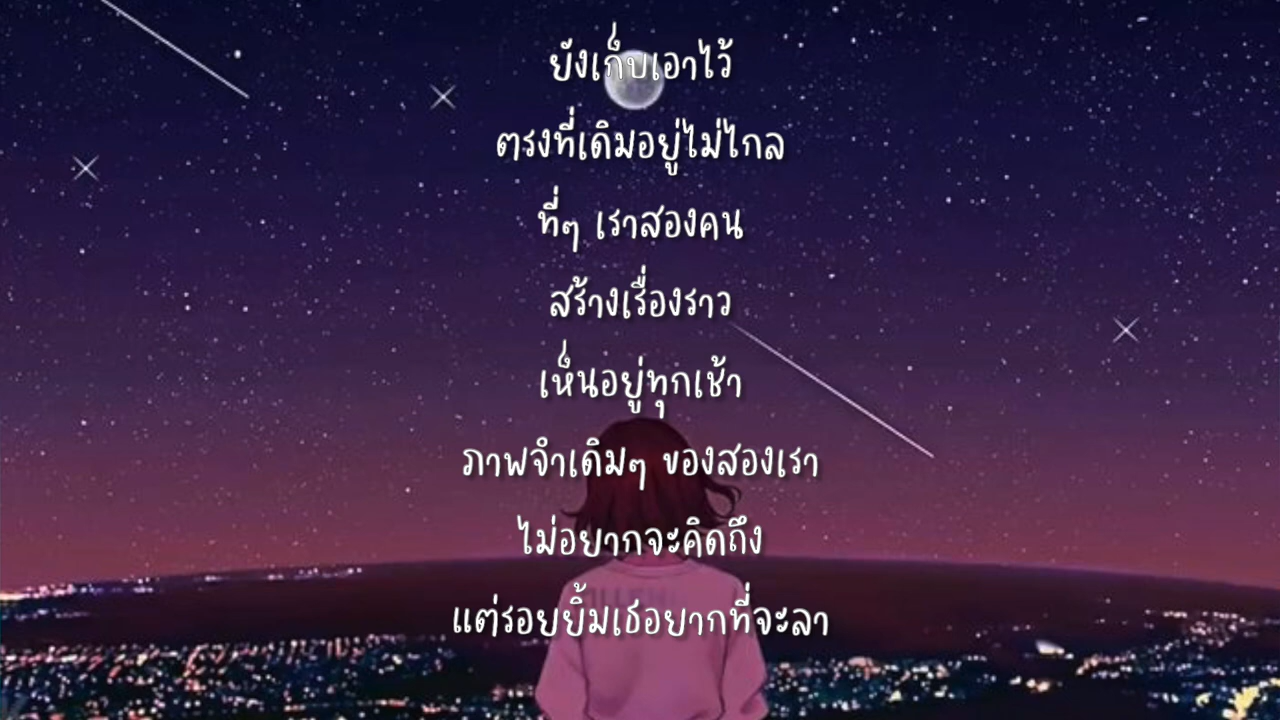 ยังเก็บเอาไว้
ตรงที่เดิมอยู่ไม่ไกล
ที่ๆ เราสองคน
สร้างเรื่องราว
เห็นอยู่ทุกเช้า
ภาพจำเดิมๆ ของสองเรา
ไม่อยากจะคิดถึง
แต่รอยยิ้มเธอยากที่จะลา